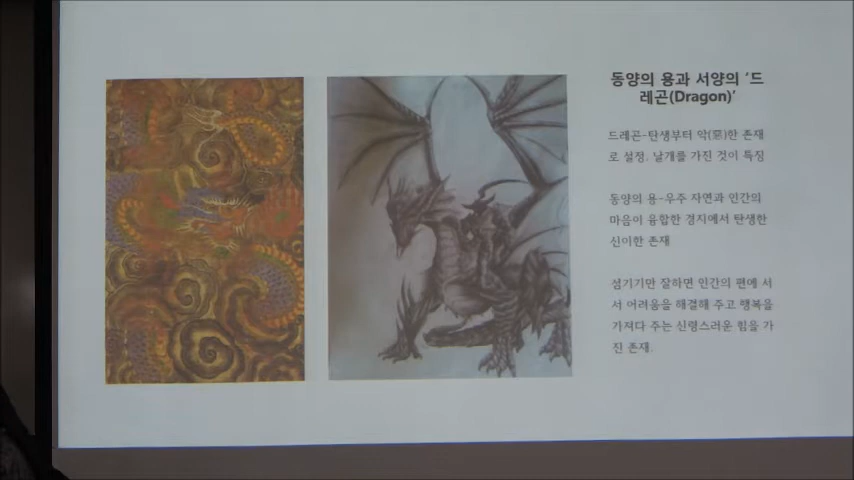 동양의 용과 서양의 '드
레곤(Dragon)'
드레곤-탄생부터 악(惡)한 존재
로 설정. 날개를 가진 것이 특징
동양의 용-우주 자연과 인간의
마음이 융합한 경지에서 탄생한
신이한 존재
섬기기만 잘하면 인간의 편에 서
서 어려움을 해결해 주고 행복을
가져다 주는 신령스러운 힘을 가
진 존재.